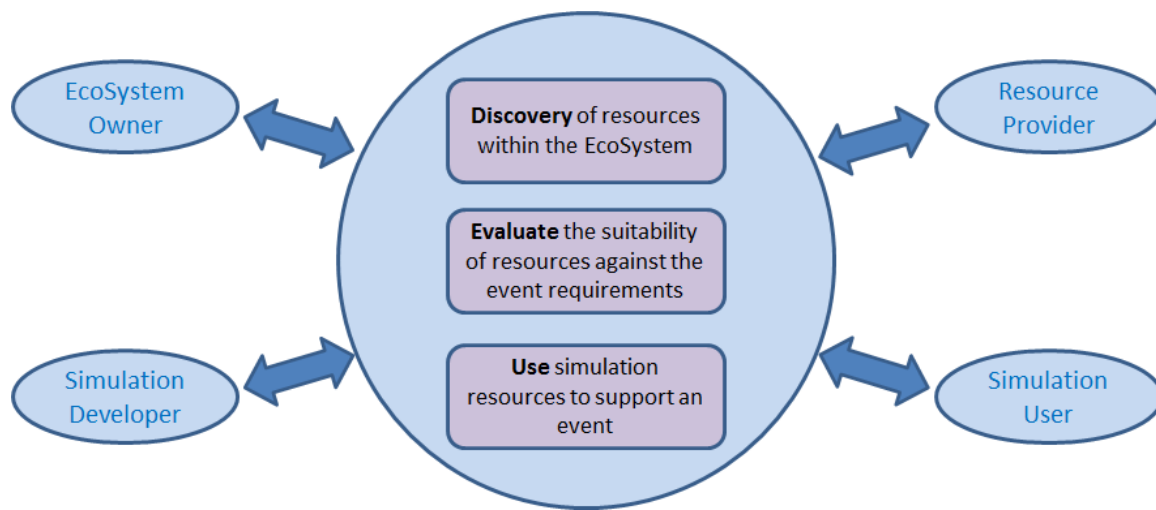 EcoSystem
Owner
Discovery of resources
within the EcoSystem
Resource
Provider
Evaluate the suitability
of resources against the
event requirements
Simulation
Developer
Use simulation
resources to support an
event
Simulation
User